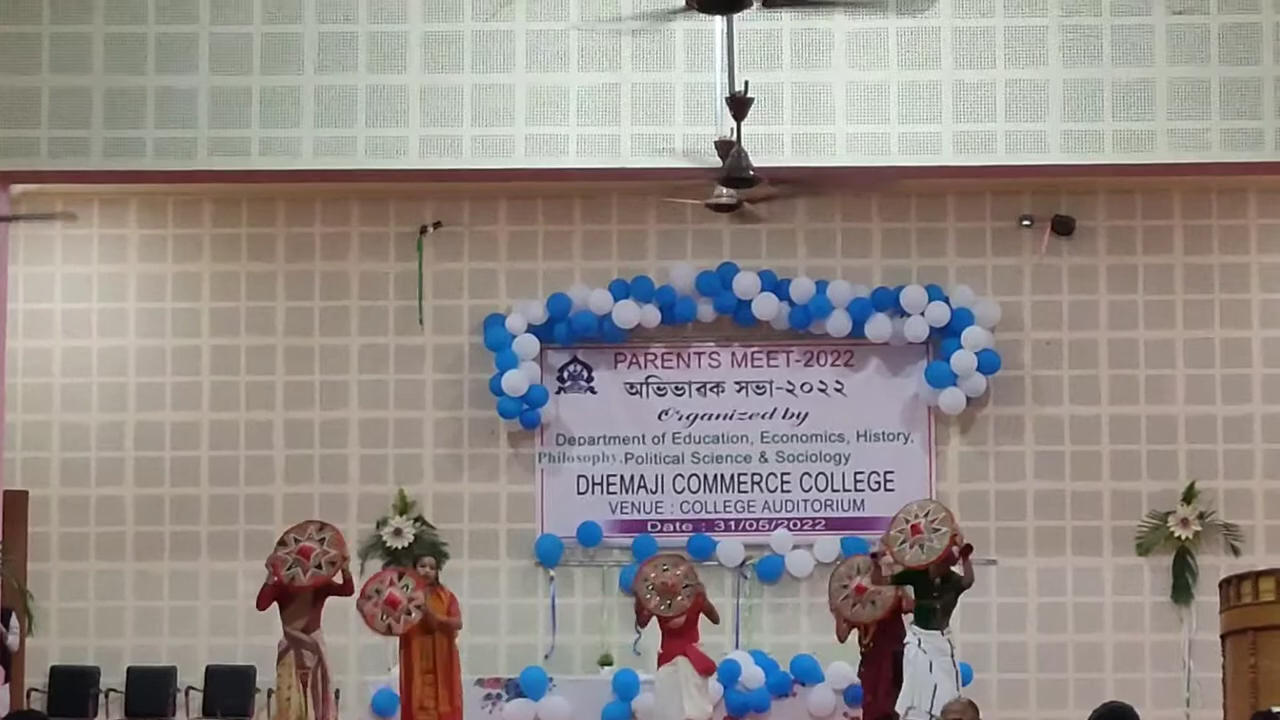 PARENTS MEET-2022
অভিভাৱক সভা-২০২২
Organized by
Department of Education, Economics, History,
Philosophy, Political Science & Sociology
DHEMAJI COMMERCE COLLEGE
VENUE : COLLEGE AUDITORIUM
Date : 31/05/2022